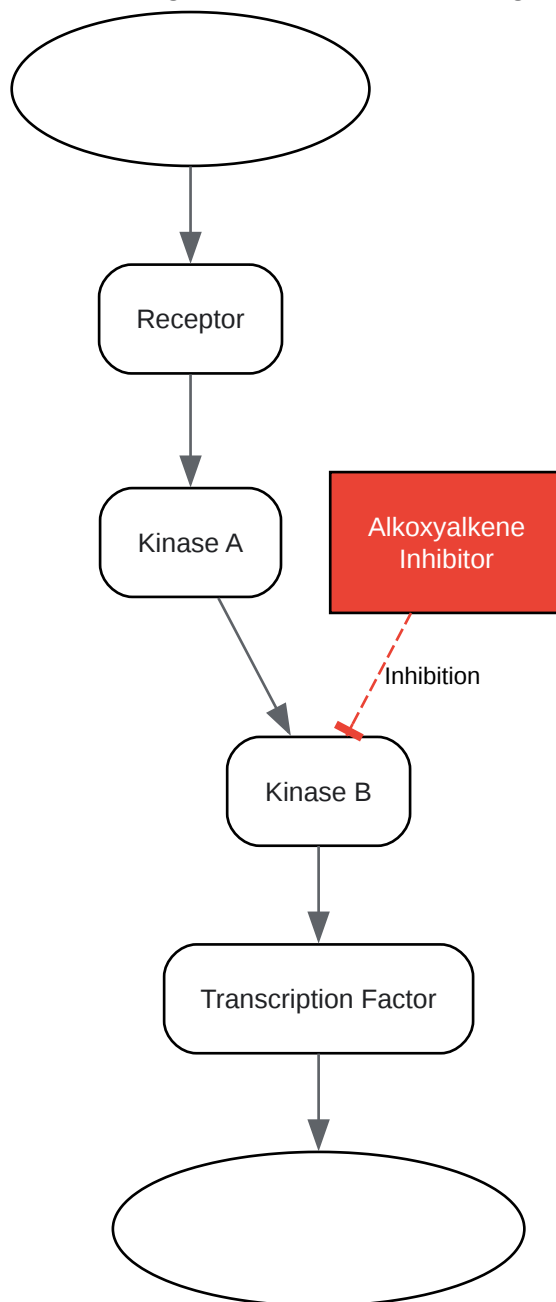 Receptor
Kinase A
Alkoxyalkene
Inhibitor
Inhibition
Kinase B
Transcription Factor